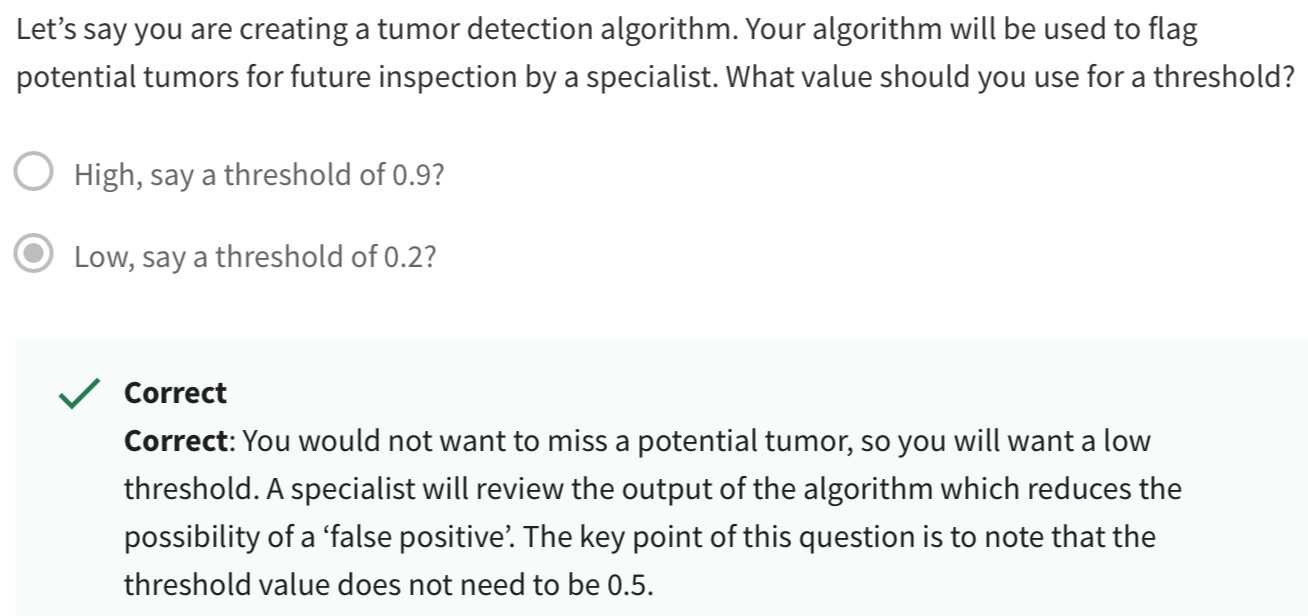 Let’s say you are creating a tumor detection algorithm. Your algorithm will be used to flag
potential tumors for future inspection by a specialist. What value should you use for a threshold?
High, say a threshold of 0.9?
Low, say a threshold of 0.2?
Correct
Correct: You would not want to miss a potential tumor, so you will want a low
threshold. A specialist will review the output of the algorithm which reduces the
possibility of a ‘false positive’. The key point of this question is to note that the
threshold value does not need to be 0.5.